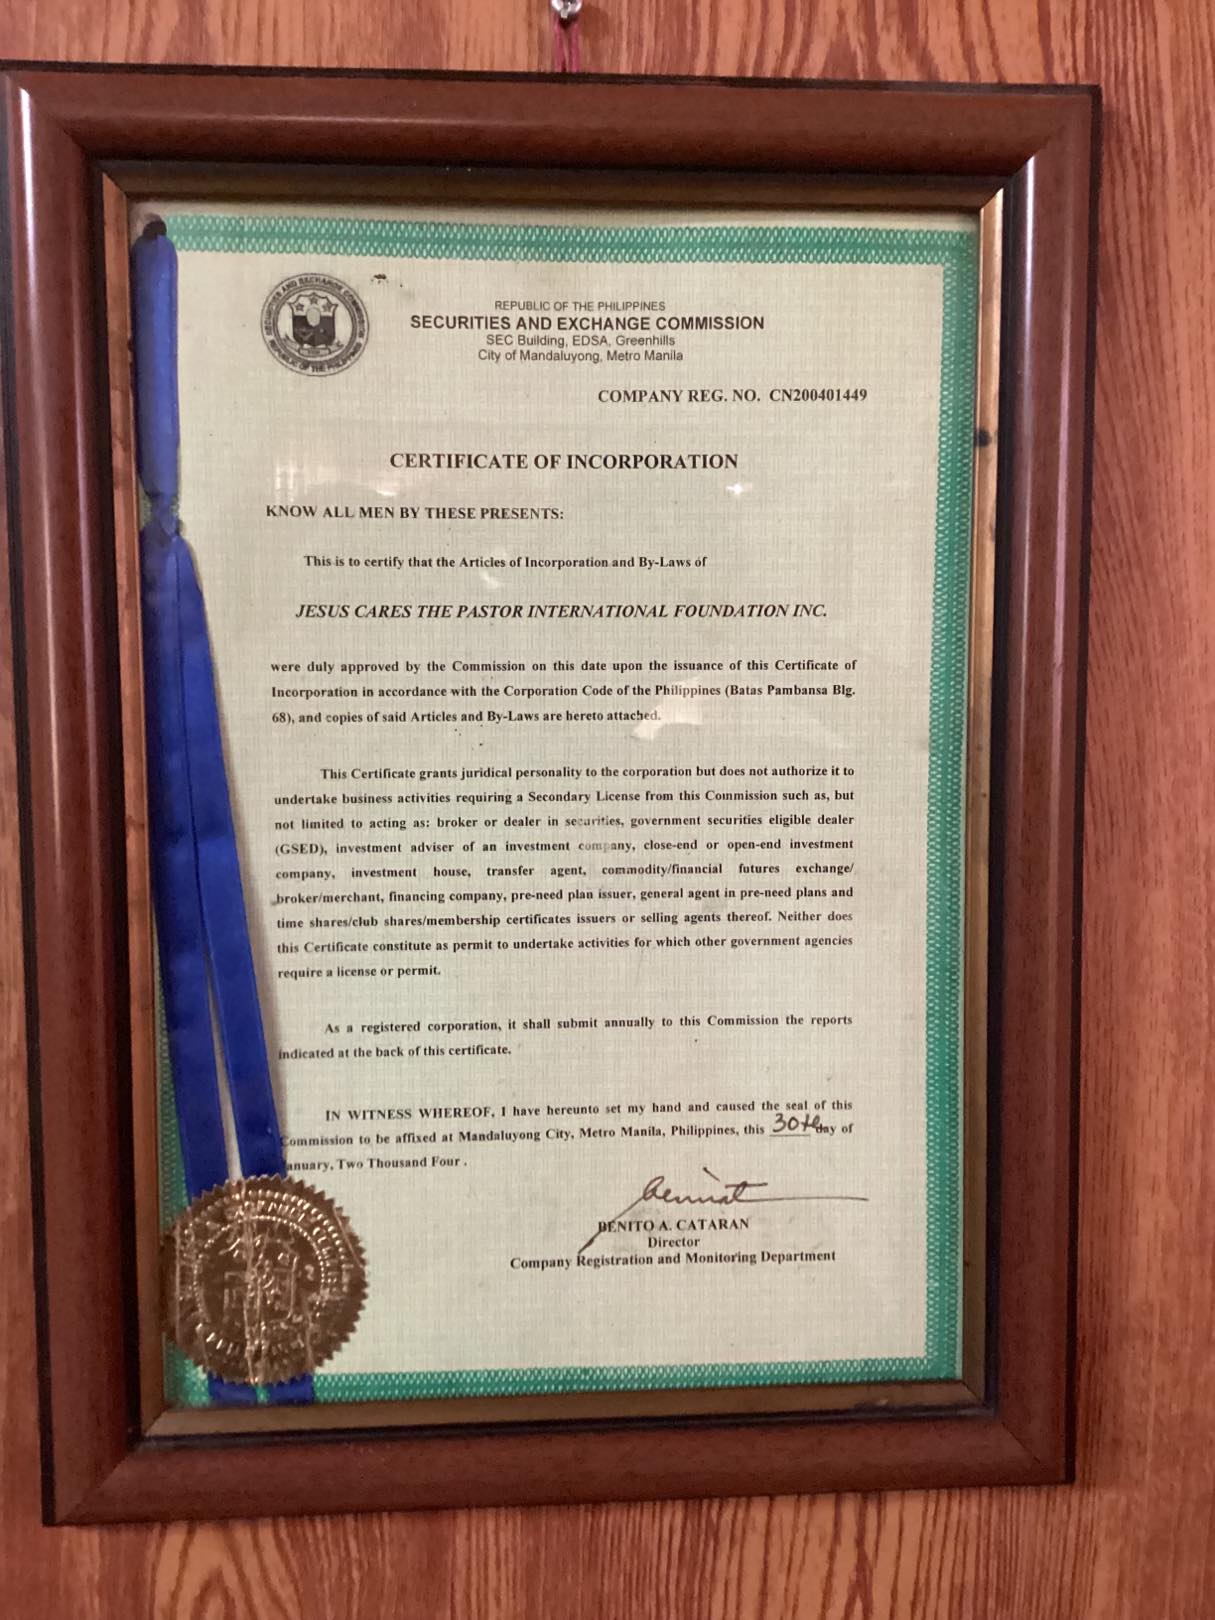 SECURITIES AND EXCHANGE COMMISSION
REPUBLIC OF THE PHILIPPINES
REPUBLIC OF THE PHILIPPINES
SECURITIES AND EXCHANGE COMMISSION
SEC Building, EDSA, Greenhills
City of Mandaluyong, Metro Manila
COMPANY REG. NO. CN200401449
CERTIFICATE OF INCORPORATION
KNOW ALL MEN BY THESE PRESENTS:
This is to certify that the Articles of Incorporation and By-Laws of
JESUS CARES THE PASTOR INTERNATIONAL FOUNDATION INC.
were duly approved by the Commission on this date upon the issuance of this Certificate of
Incorporation in accordance with the Corporation Code of the Philippines (Batas Pambansa Blg.
68), and copies of said Articles and By-Laws are hereto attached.
This Certificate grants juridical personality to the corporation but does not authorize it to
undertake business activities requiring a Secondary License from this Commission such as, but
not limited to acting as: broker or dealer in securities, government securities eligible dealer
(GSED), investment adviser of an investment company, close-end or open-end investment
company, investment house, transfer agent, commodity/financial futures exchange/
broker/merchant, financing company, pre-need plan issuer, general agent in pre-need plans and
time shares/club shares/membership certificates issuers or selling agents thereof. Neither does
this Certificate constitute as permit to undertake activities for which other government agencies
require a license or permit.
As a registered corporation, it shall submit annually to this Commission the reports
indicated at the back of this certificate.
IN WITNESS WHEREOF, I have hereunto set my hand and caused the seal of this
Commission to be affixed at Mandaluyong City, Metro Manila, Philippines, this 30th day of
January, Two Thousand Four .
BENITO A. CATARAN
Director
Company Registration and Monitoring Department